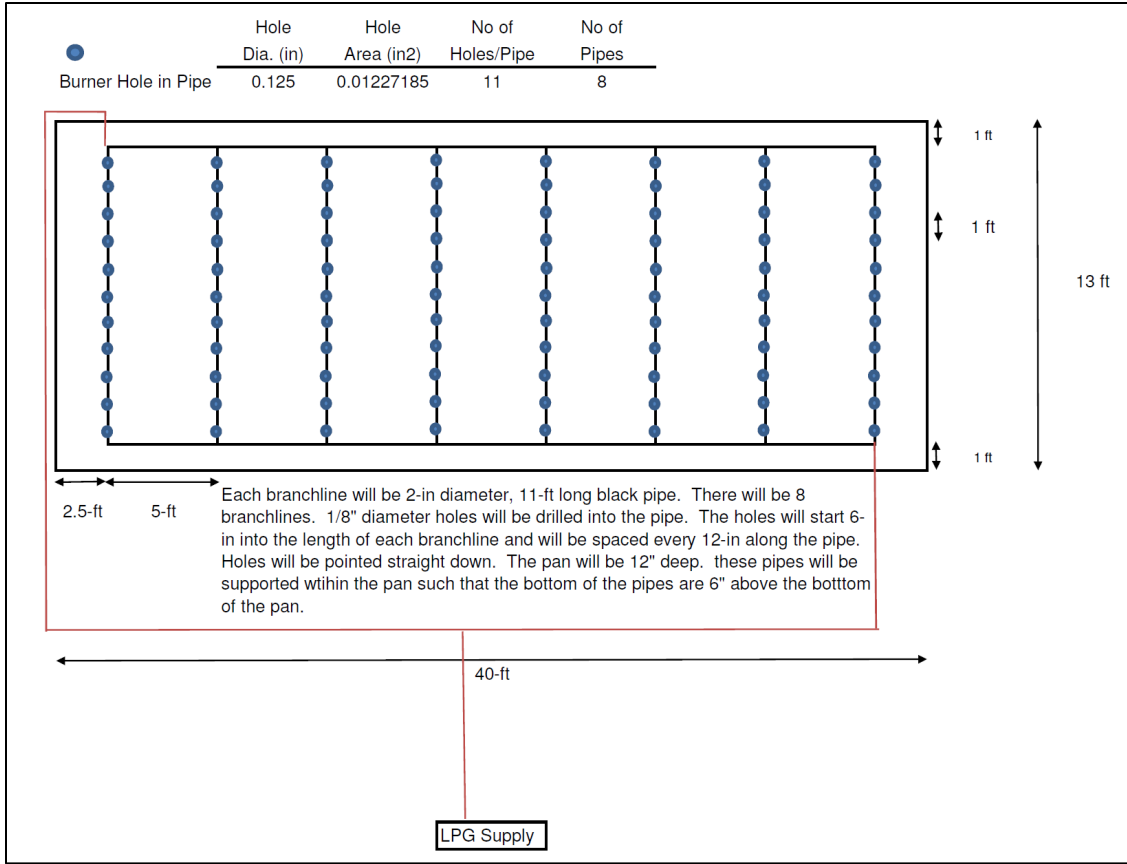 Hole Hole No of No of
Dia. (in) Area (in2) Holes/Pipe Pipes
Burner Hole in Pipe 0.125 0.01227185 11 8
1 ft
1 ft
13 ft
1 ft
2.5-ft 5-ft
Each branchline will be 2-in diameter, 11-ft long black pipe. There will be 8
branchlines. 1/8" diameter holes will be drilled into the pipe. The holes will start 6-
in into the length of each branchline and will be spaced every 12-in along the pipe.
Holes will be pointed straight down. The pan will be 12" deep. these pipes will be
supported wtihin the pan such that the bottom of the pipes are 6" above the botttom
of the pan.
40-ft
LPG Supply